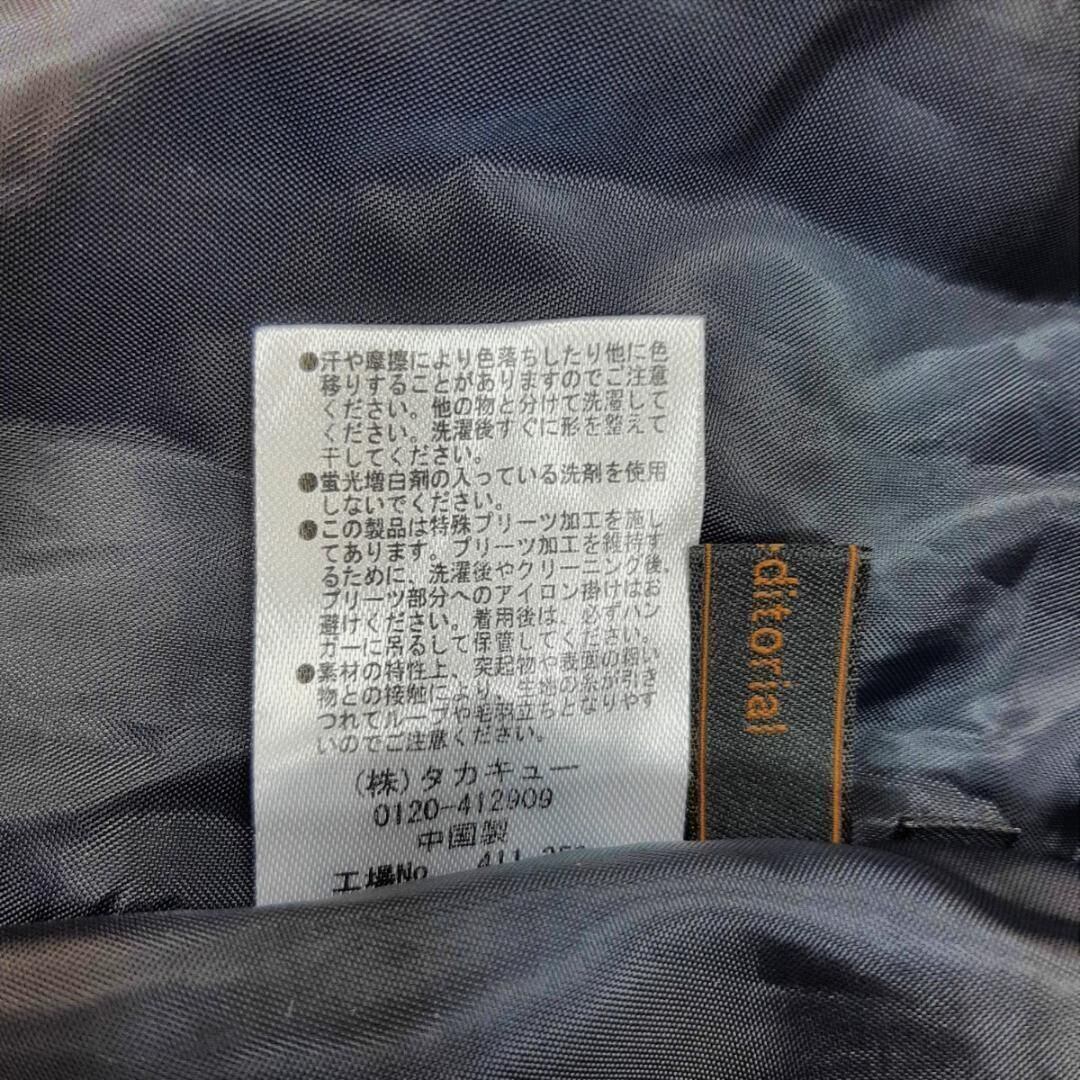 ●汗や摩擦により色落ちしたり他に色
移りすることがありますのでご注意
ください。他の物と分けて洗濯して
ください。洗濯後すぐに形を整えて
干してください。
●蛍光増白剤の入っている洗剤を使用
しないでください。
●この製品は特殊プリーツ加工を施し
てあります。プリーツ加工を維持す
るために、洗濯後やクリーニング後、
プリーツ部分へのアイロン掛けはお
避けください。着用後は、必ずハン
ガーに吊るして保管してください。
●素材の特性上、突起物や表面の粗い
物との接触により、生地の糸が引き
つれてループや毛羽立ちとなりやす
いのでご注意ください。
(株)タカキュー
0120-412909
中国製
工場No 411
editorial